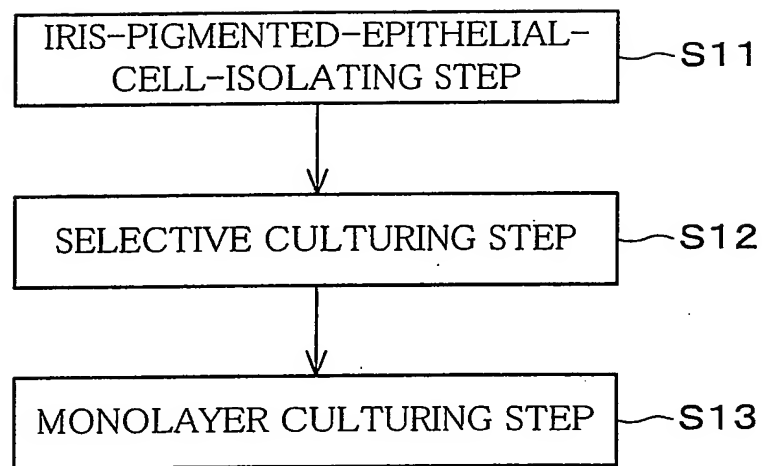 IRIS-PIGMENTED-EPITHELIAL-
CELL-ISOLATING STEP
S11
SELECTIVE CULTURING STEP
S12
MONOLAYER CULTURING STEP
S13